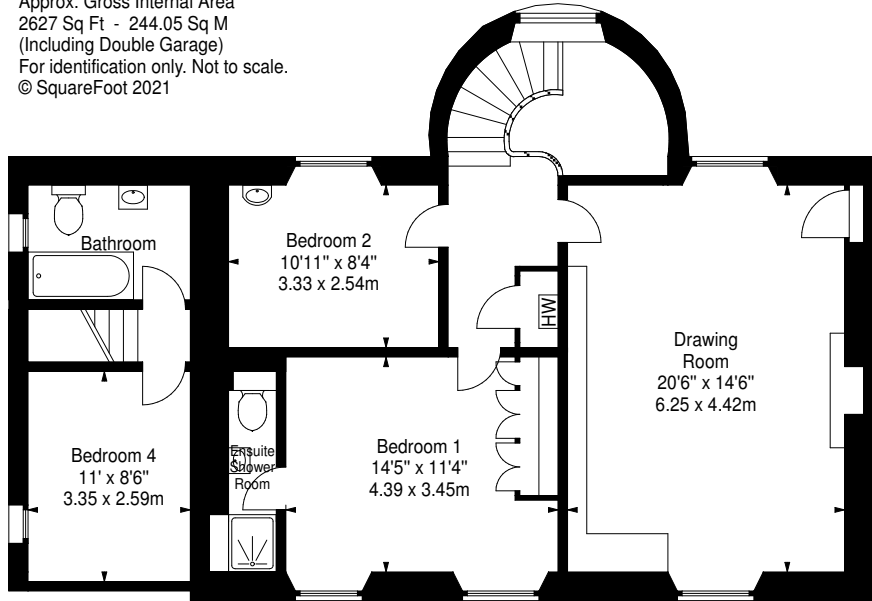 Approx. Gross Internal Area
2627 Sq Ft - 244.05 Sq M
(Including Double Garage)
For identification only. Not to scale.
© SquareFoot 2021
Bathroom
Bedroom 2
10'11" x 8'4"
3.33 x 2.54m
HW
Drawing
Room
20'6" x 14'6"
6.25 x 4.42m
Bedroom 4
11' x 8'6"
3.35 x 2.59m
Ensuite
Shower
Room
Bedroom 1
14'5" x 11'4"
4.39 x 3.45m